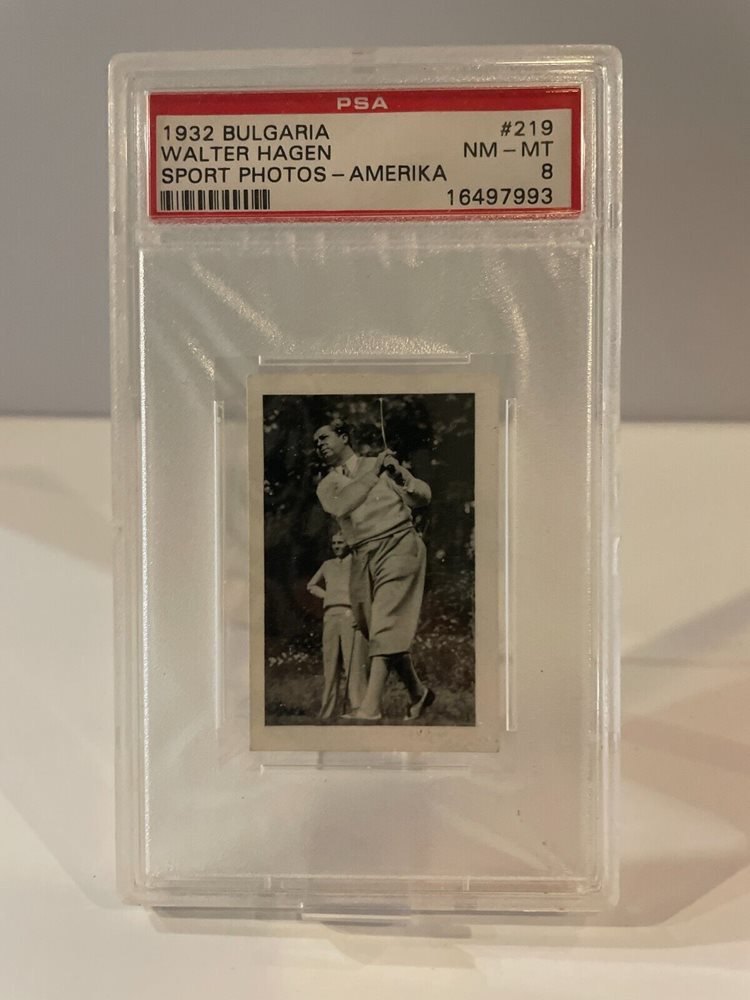 PSA
1932 BULGARIA #219
WALTER HAGEN NM-MT
SPORT PHOTOS-AMERIKA 8
16497993